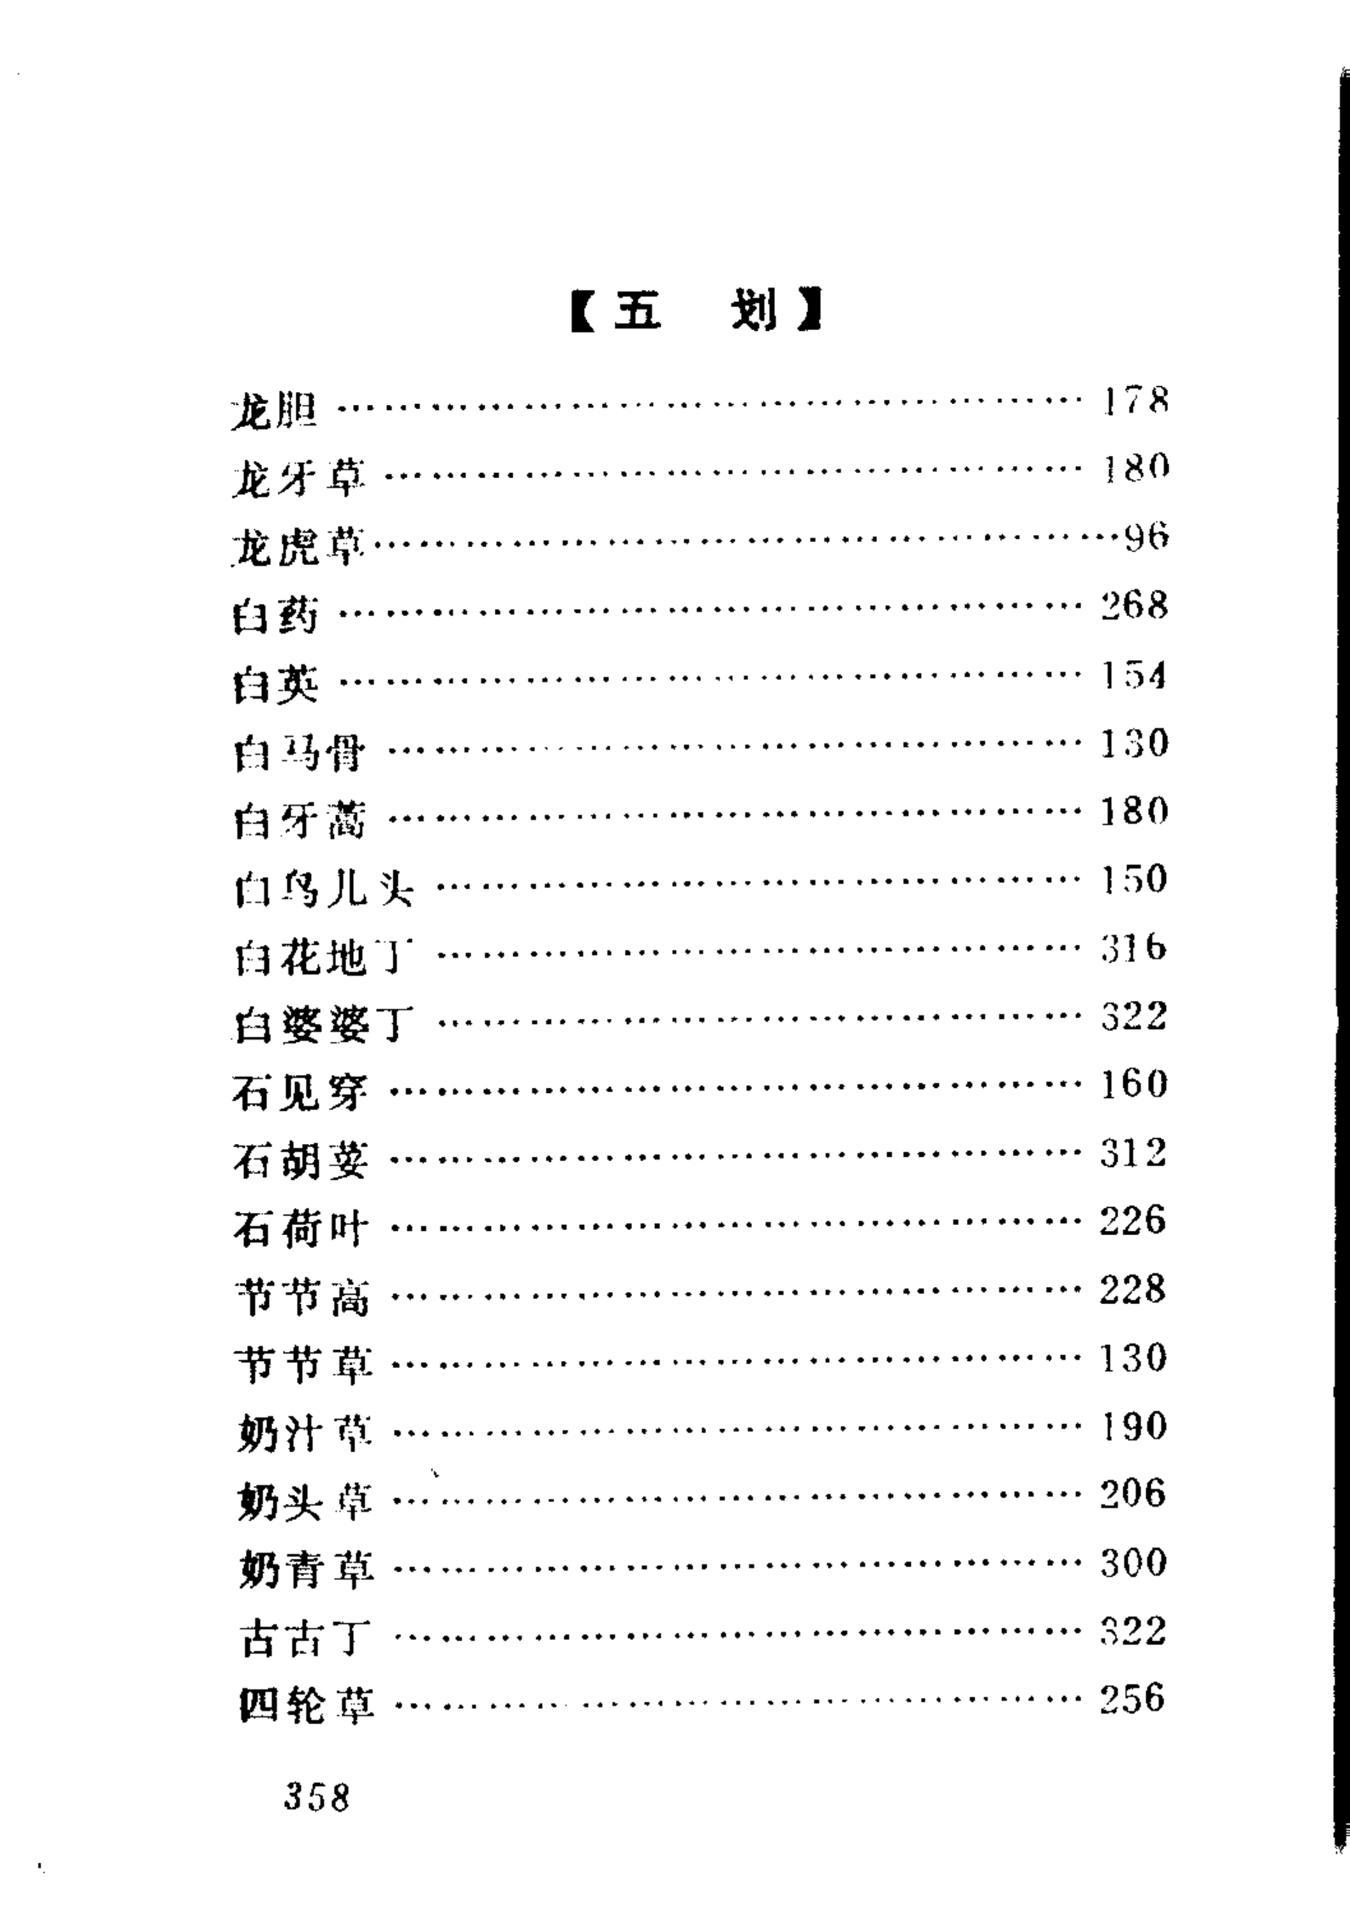 【五　划】
龙胆……………………………………178
龙牙草…………………………………180
龙虎草……………………………………96
白药……………………………………268
白英……………………………………154
白马骨…………………………………130
白牙蒿…………………………………180
白鸟儿头………………………………150
白花地丁………………………………316
白婆婆丁………………………………322
石见穿…………………………………160
石胡荽…………………………………312
石荷叶…………………………………226
节节高…………………………………228
节节草…………………………………130
奶汁草…………………………………190
奶头草…………………………………206
奶青草…………………………………300
古古丁…………………………………322
四轮草…………………………………256
358